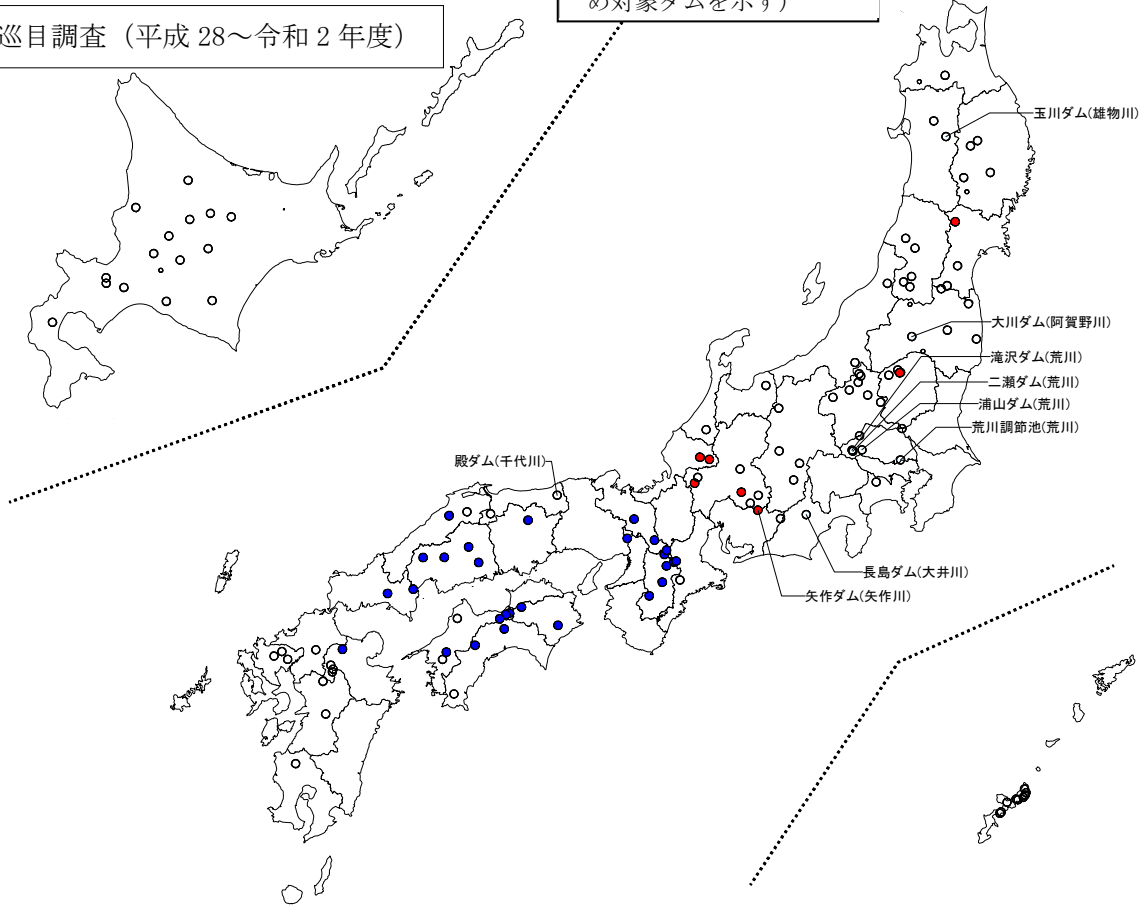 め対象ダムを示す）
巡目調査（平成 28～令和 2 年度）
玉川ダム(雄物川)
大川ダム(阿賀野川)
滝沢ダム(荒川)
二瀬ダム(荒川)
浦山ダム(荒川)
荒川調節池(荒川)
殿ダム(千代川)
長島ダム(大井川)
矢作ダム(矢作川)